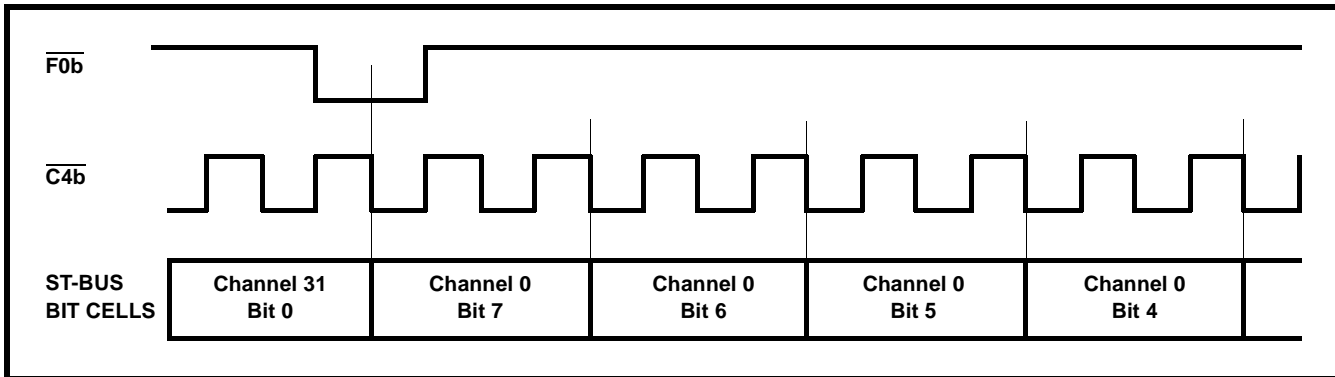 F0b
C4b
ST-BUS
BIT CELLS
Channel 31
Bit 0
Channel 0
Bit 7
Channel 0
Bit 6
Channel 0
Bit 5
Channel 0
Bit 4